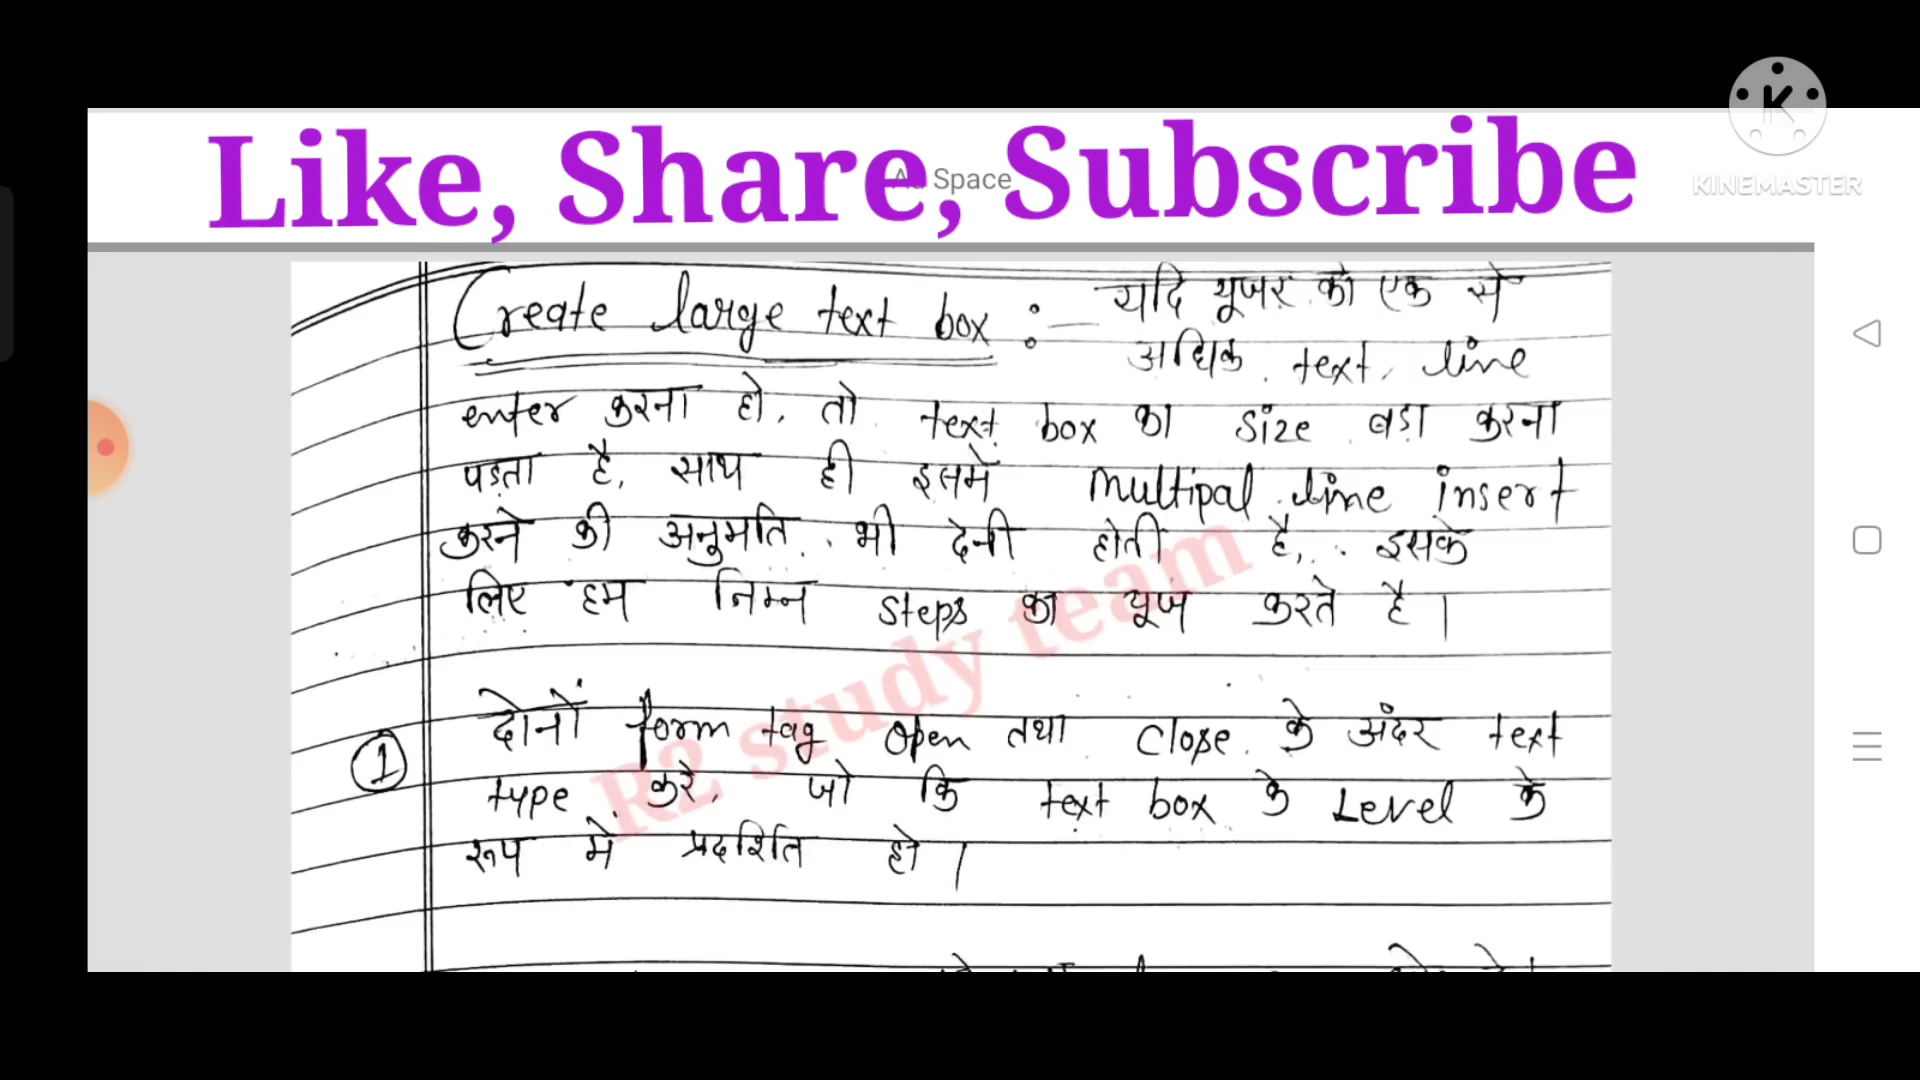 Like, Share, Subscribe
Ad Space
KINEMASTER
Create large text box :- यदि यूजर को एक से
अधिक text line
enter करना हो, तो text box का size बड़ा करना
पड़ता है, साथ ही इसमें multipal line insert
करने की अनुमति भी देनी होती है, इसके
लिए हम निम्न steps का यूज करते है।
R2 study team
① दोनों form tag open तथा close के अंदर text
type करे, जो कि text box के Level के
रूप में प्रदर्शिति हो।